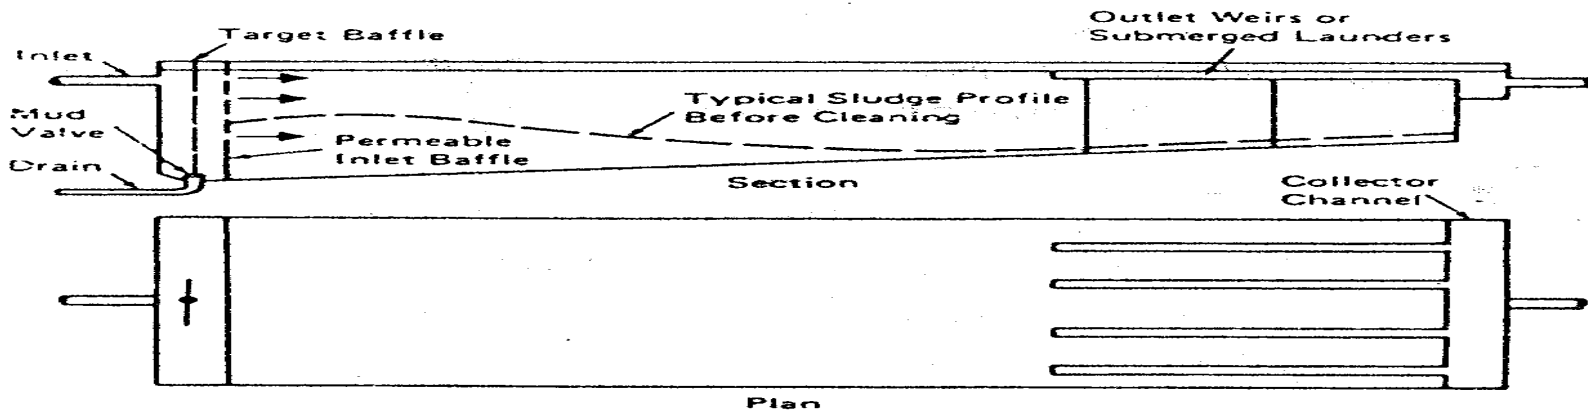 Target Baffle
Outlet Weirs or
Submerged Launders
Inlet
Mud
Valve
Drain
Typical Sludge Profile
Before Cleaning
Permeable
Inlet Baffle
Section
Collector
Channel
Plan